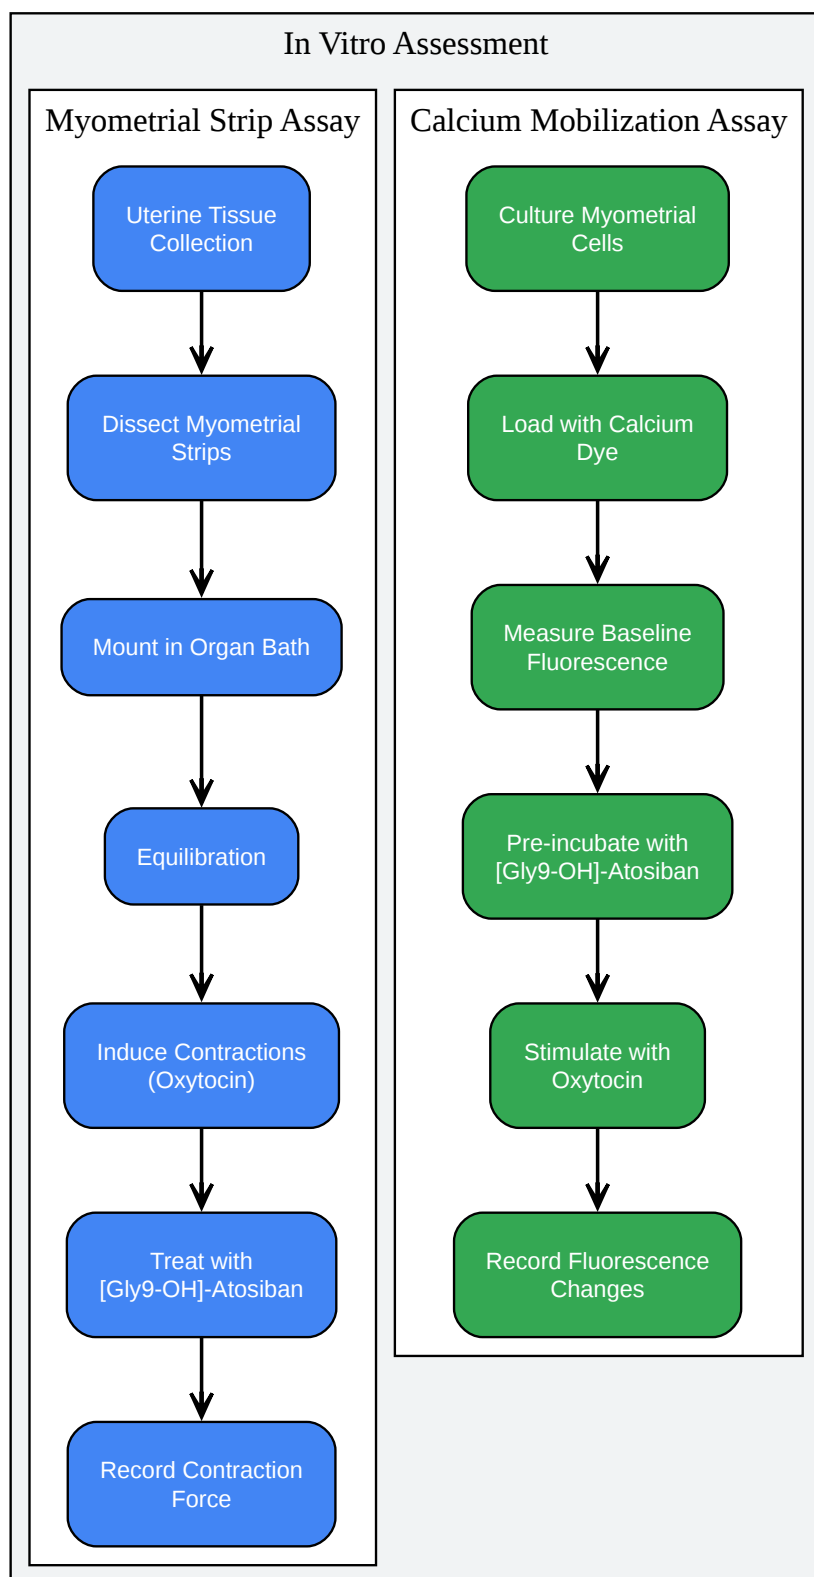 In Vitro Assessment
Myometrial Strip Assay
Uterine Tissue
Collection
Dissect Myometrial
Strips
Mount in Organ Bath
Equilibration
Induce Contractions
(Oxytocin)
Treat with
[Gly9-OH]-Atosiban
Record Contraction
Force
Calcium Mobilization Assay
Culture Myometrial
Cells
Load with Calcium
Dye
Measure Baseline
Fluorescence
Pre-incubate with
[Gly9-OH]-Atosiban
Stimulate with
Oxytocin
Record Fluorescence
Changes